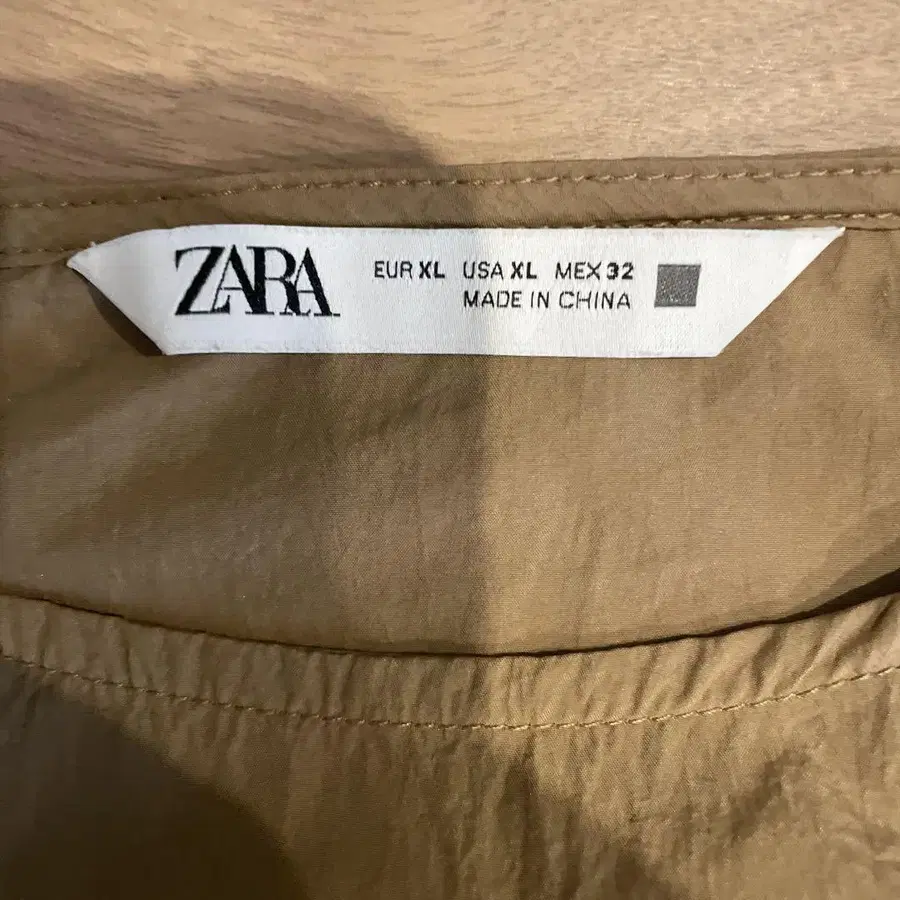 ZARA
EUR XL USA XL MEX 32
MADE IN CHINA